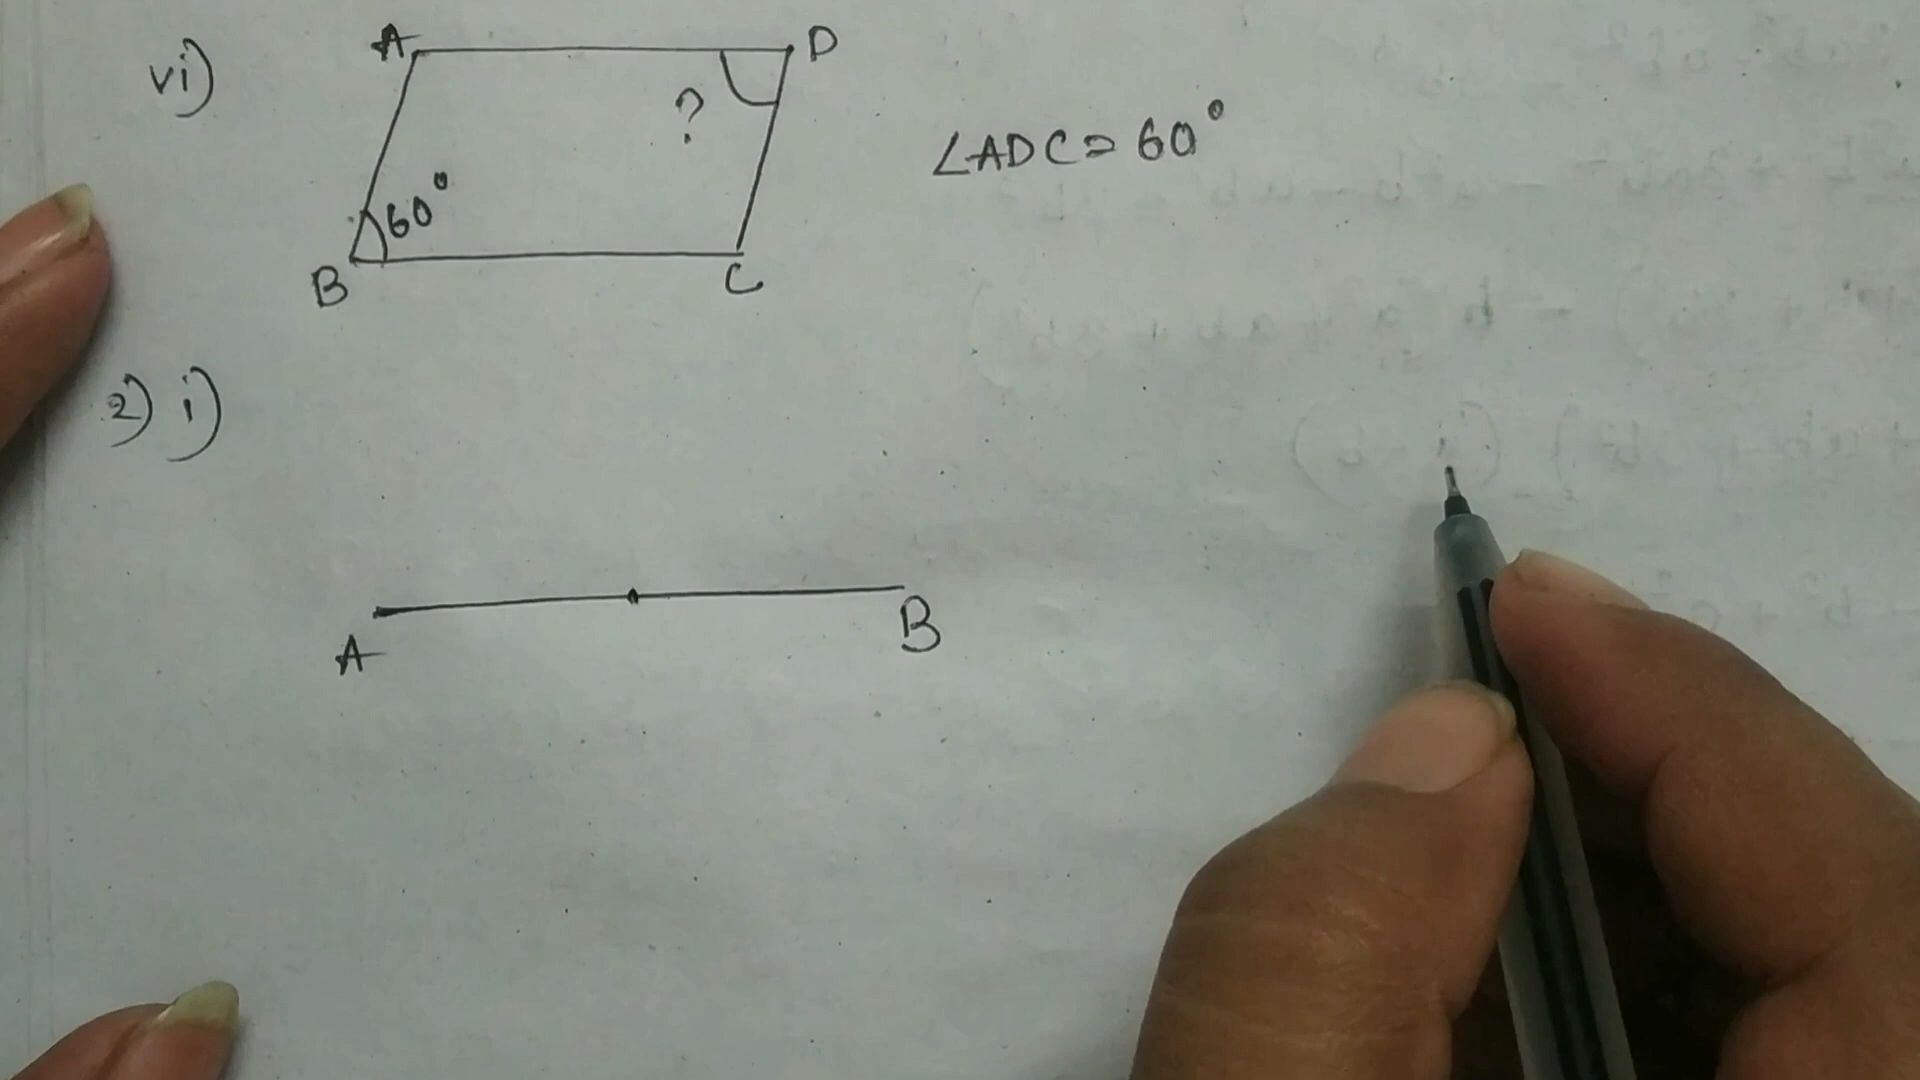 vi)
A D
?
∠ADC = 60°
60°
B C
2) i)
A B